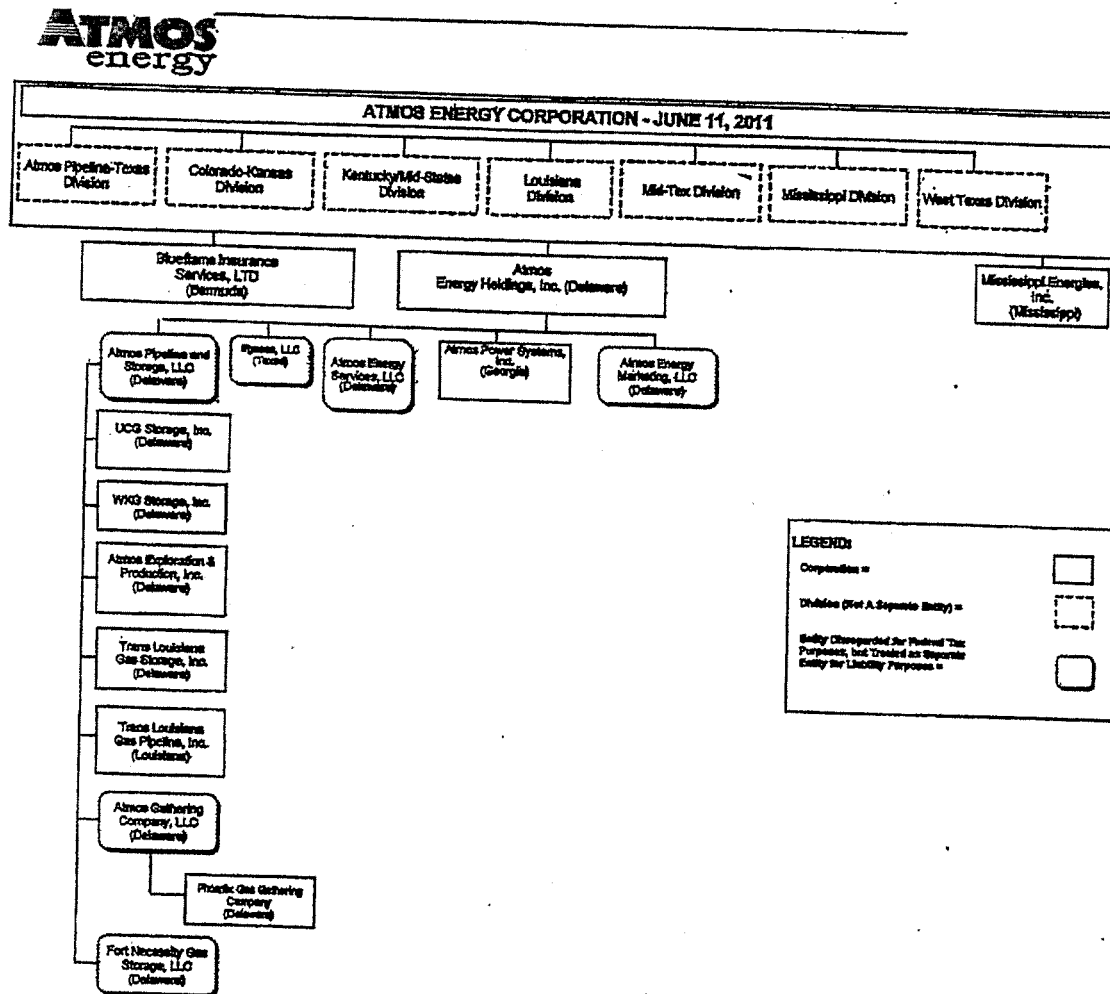 ATMOS
energy
ATMOS ENERGY CORPORATION - JUNE 11, 2011
Atmos Pipeline-Texas
Division
Colorado-Kansas
Division
Kentucky/Mid-States
Division
Louisiana
Division
Mid-Tex Division
Mississippi Division
West Texas Division
Blueflame Insurance
Services, LTD
(Bermuda)
Atmos
Energy Holdings, Inc. (Delaware)
Mississippi Energies,
Inc.
(Mississippi)
Atmos Pipeline and
Storage, LLC
(Delaware)
LLC
(Texas)
Atmos Energy
Services, LLC
(Delaware)
Atmos Power Systems,
Inc.
(Georgia)
Atmos Energy
Marketing, LLC
(Delaware)
UCG Storage, Inc.
(Delaware)
WKG Storage, Inc.
(Delaware)
Atmos Exploration &
Production, Inc.
(Delaware)
Trans Louisiana
Gas Storage, Inc.
(Delaware)
Trans Louisiana
Gas Pipeline, Inc.
(Louisiana)
Atmos Gathering
Company, LLC
(Delaware)
Phoenix Gas Gathering
Company
(Delaware)
Fort Necessity Gas
Storage, LLC
(Delaware)
LEGEND:
Corporation =
Division (Not A Separate Entity) =
Entity Disregarded for Federal Tax
Purposes, but Treated as Separate
Entity for Liability Purposes =